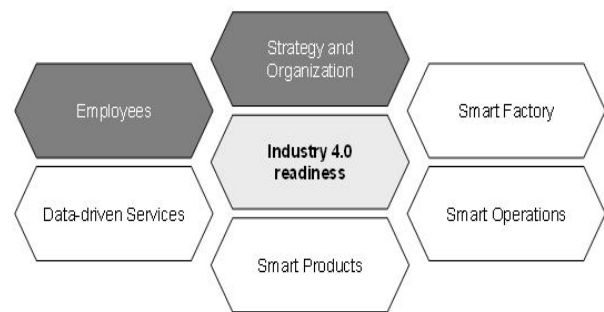 Strategy and
Organization
Employees
Smart Factory
Industry 4.0
readiness
Data-driven Services
Smart Operations
Smart Products